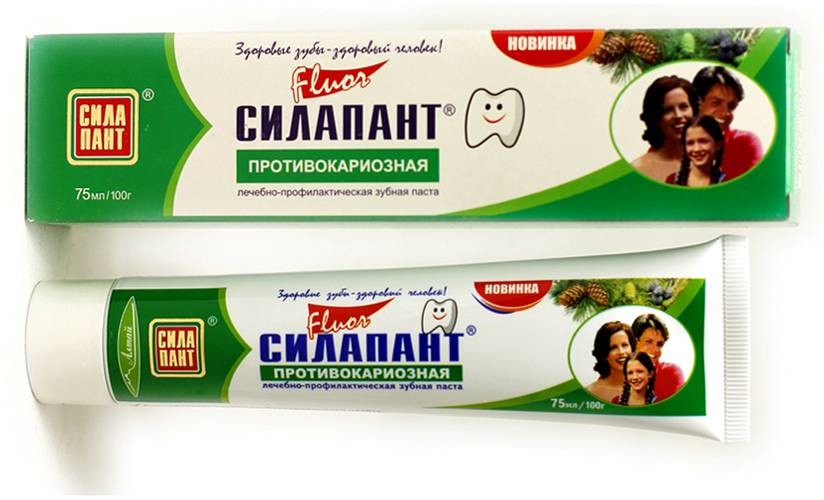 Здоровые зубы-здоровый человек!
НОВИНКА
Fluor
СИЛА
ПАНТ
®
СИЛАПАНТ®
ПРОТИВОКАРИОЗНАЯ
лечебно-профилактическая зубная паста
75мл/100г
Здоровые зубы-здоровый человек!
НОВИНКА
Fluor
Алтай
СИЛА
ПАНТ
®
СИЛАПАНТ®
ПРОТИВОКАРИОЗНАЯ
лечебно-профилактическая зубная паста
75мл/100г